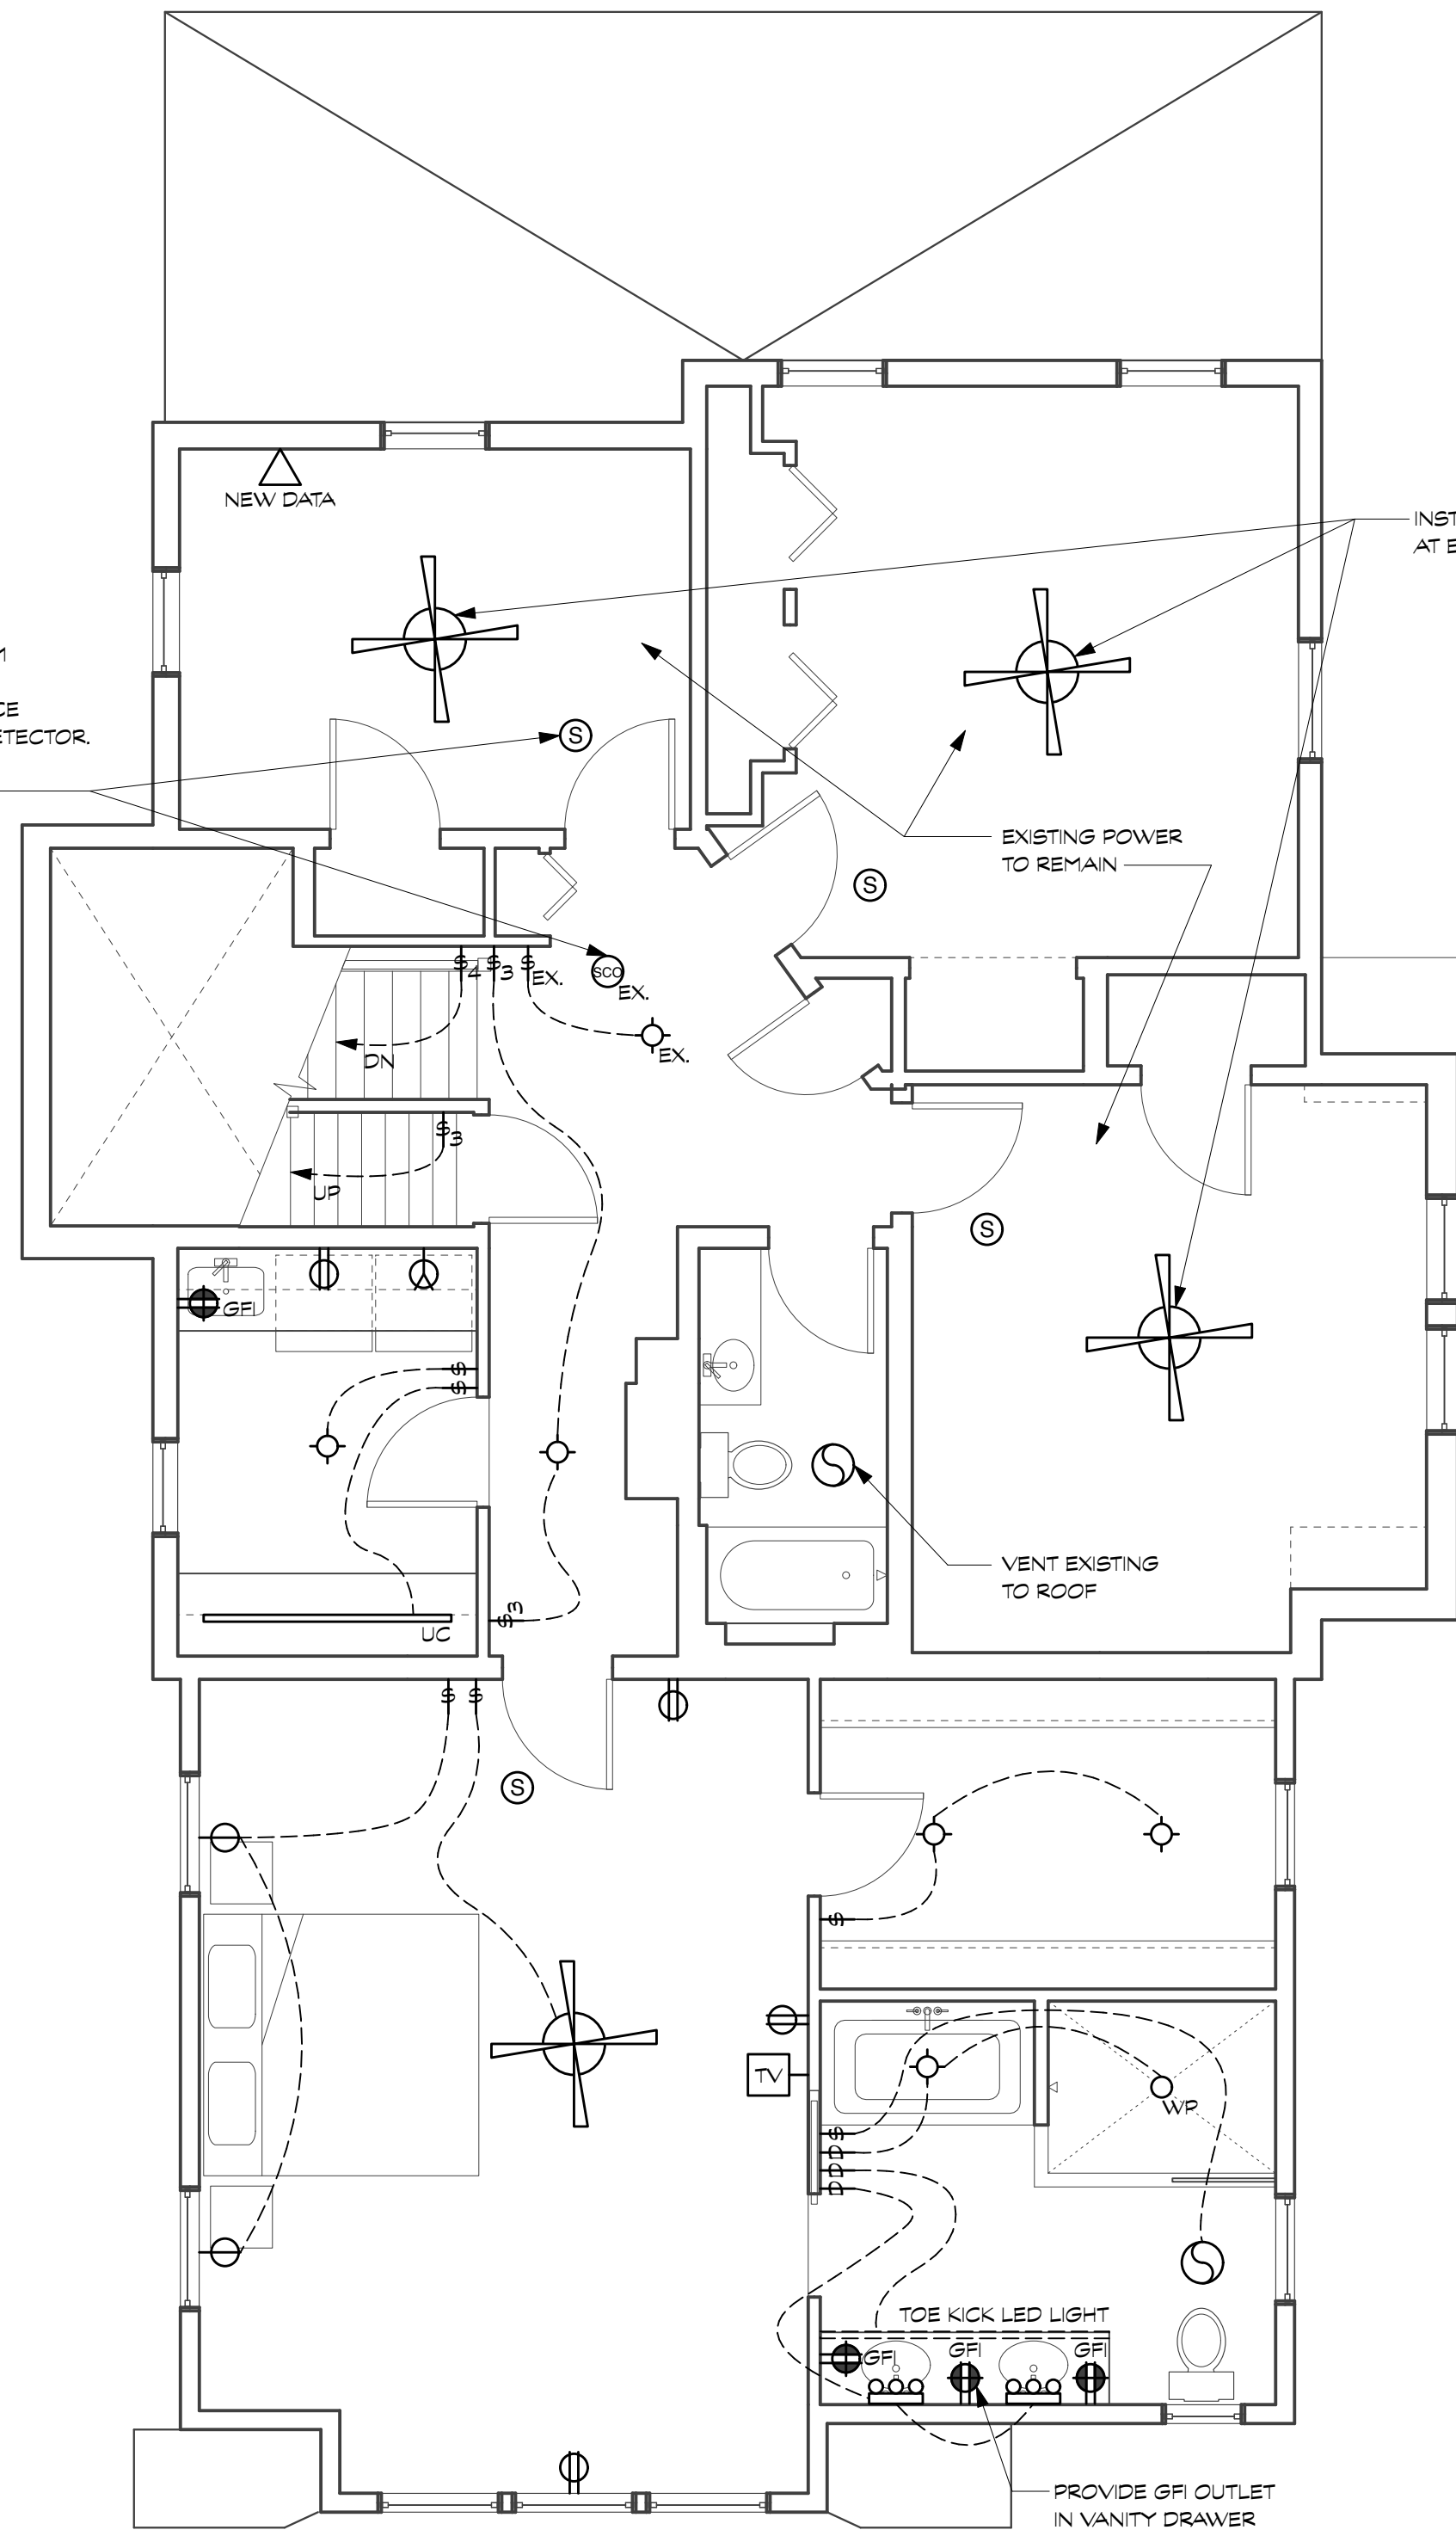 NEW DATA
INST
AT E
M
CE
ETECTOR.
S
EXISTING POWER
TO REMAIN
S
$4
$3
$
EX.
SCO
EX.
EX.
DN
$3
UP
S
GFI
$
$
VENT EXISTING
TO ROOF
$3
UC
$
$
S
$
TV
WP
$
D
D
D
TOE KICK LED LIGHT
GFI
GFI
GFI
PROVIDE GFI OUTLET
IN VANITY DRAWER